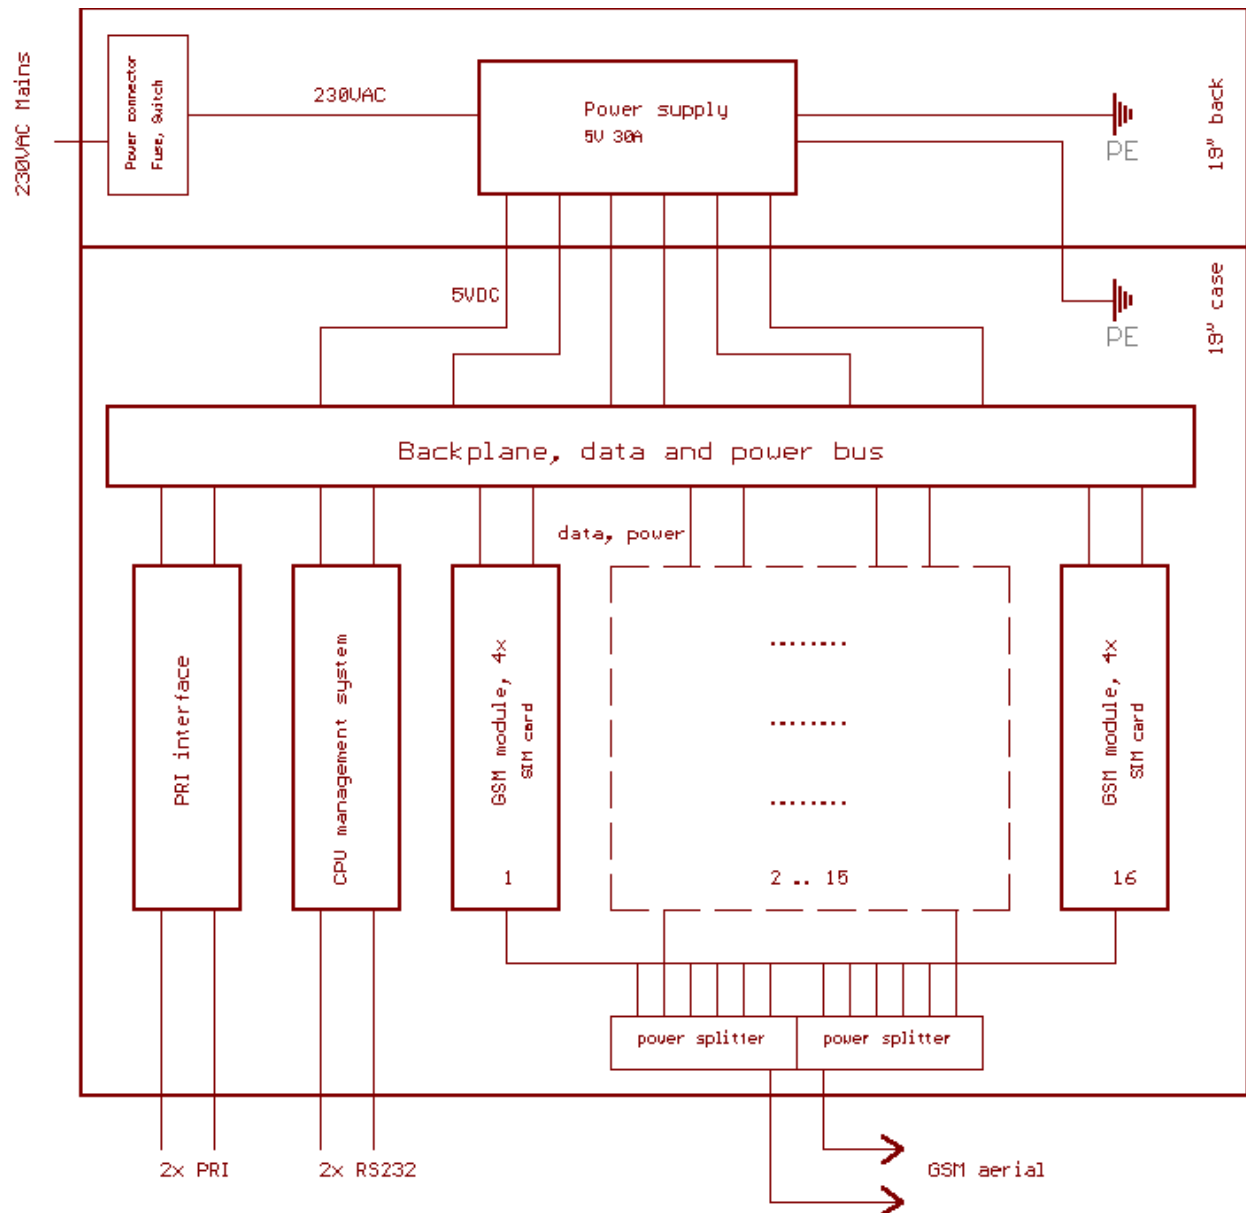 230VAC Mains
Power connector
Fuse, Switch
230VAC
Power supply
5V 30A
PE
19" back
5VDC
PE
19" case
Backplane, data and power bus
data, power
PRI interface
CPU management system
GSM module, 4x
SIM card
1
........
........
........
2 .. 15
GSM module, 4x
SIM card
16
power splitter
power splitter
2x PRI
2x RS232
GSM aerial